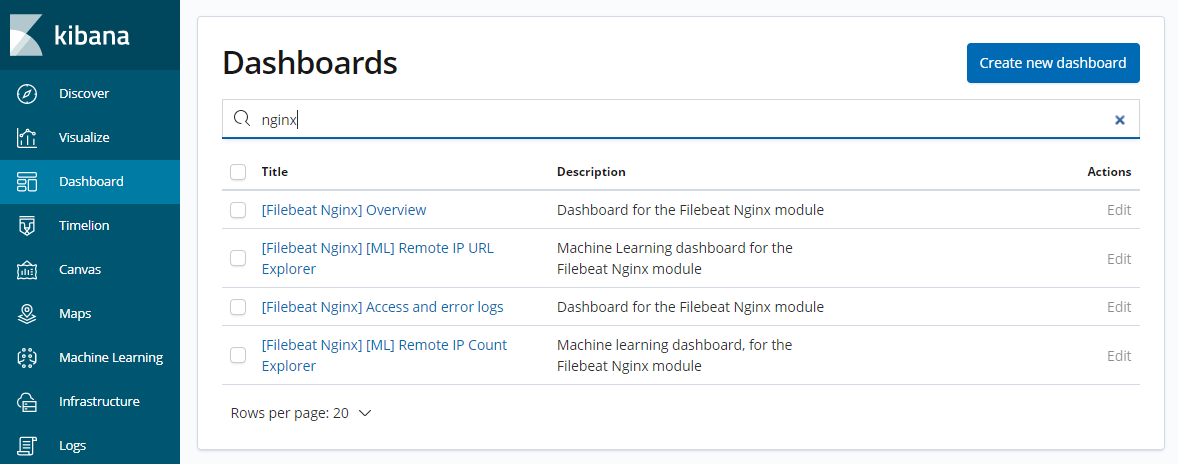 kibana
Discover
Visualize
Dashboard
Timelion
Canvas
Maps
Machine Learning
Infrastructure
Logs
Dashboards
Create new dashboard
nginx
Title Description Actions
[Filebeat Nginx] Overview Dashboard for the Filebeat Nginx module Edit
[Filebeat Nginx] [ML] Remote IP URL Machine Learning dashboard for the
Explorer Filebeat Nginx module Edit
[Filebeat Nginx] Access and error logs Dashboard for the Filebeat Nginx module Edit
[Filebeat Nginx] [ML] Remote IP Count Machine learning dashboard, for the
Explorer Filebeat Nginx module Edit
Rows per page: 20